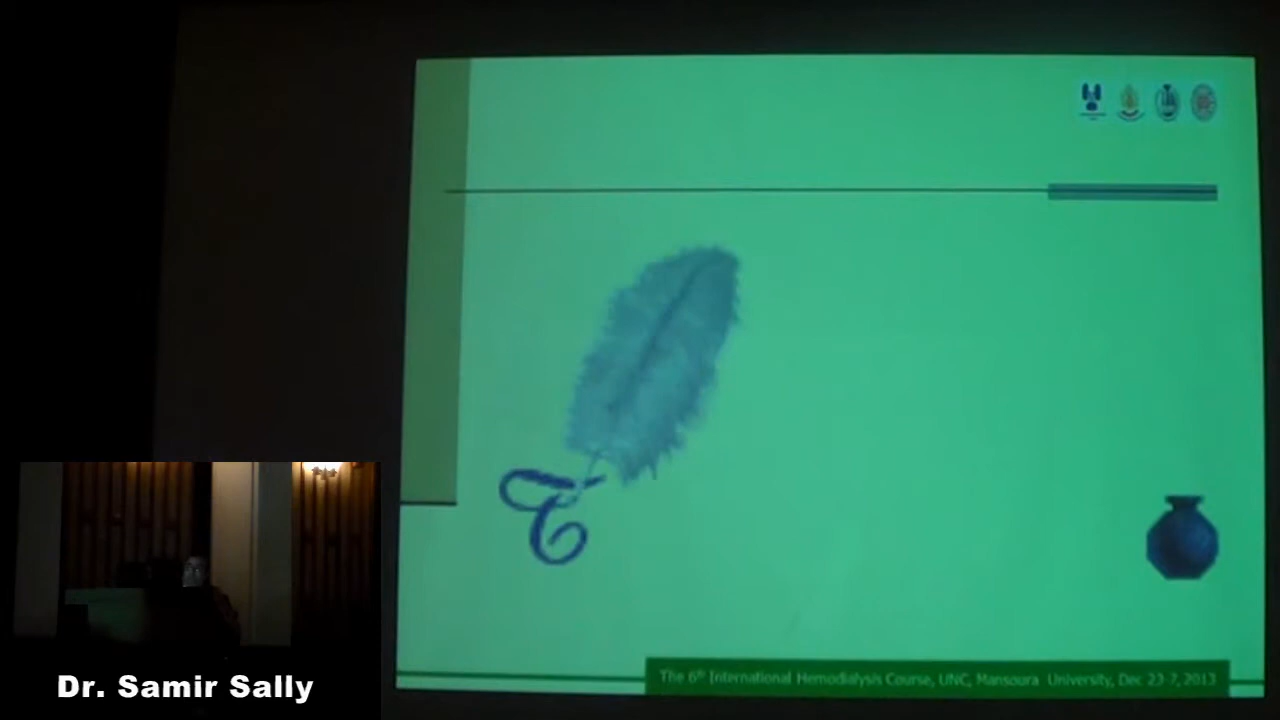 The 6th International Hemodialysis Course, UNC, Mansoura University, Dec 23-7, 2013
Dr. Samir Sally